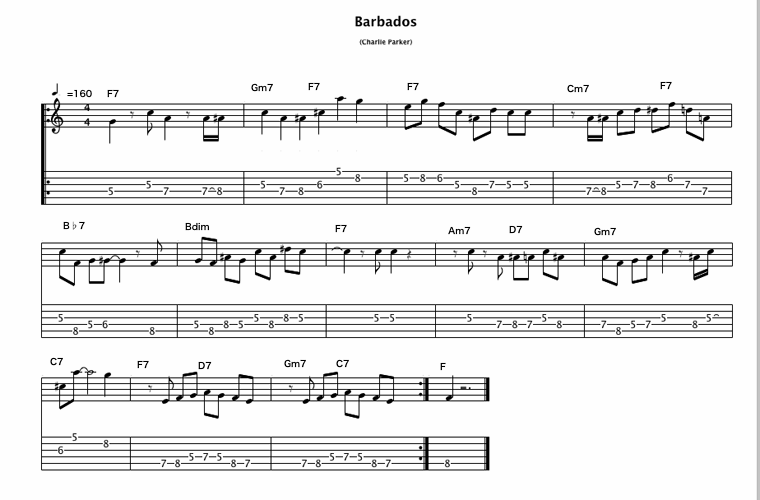 Barbados
(Charlie Parker)
♩ =160 F7 Gm7 F7 F7 Cm7 F7
4
4
5 5 7 7 8 5 7 8 6 5 8 5 8 6 5 8 7 5 5 7 8 5 7 8 6 7 7
B♭7 Bdim F7 Am7 D7 Gm7
5 8 5 6 8 5 8 8 5 5 8 8 5 5 5 5 7 8 7 5 8 7 8 5 7 5 8 5
C7 F7 D7 Gm7 C7 F
6 5 8 7 8 5 7 5 8 7 7 8 5 7 5 8 7 8